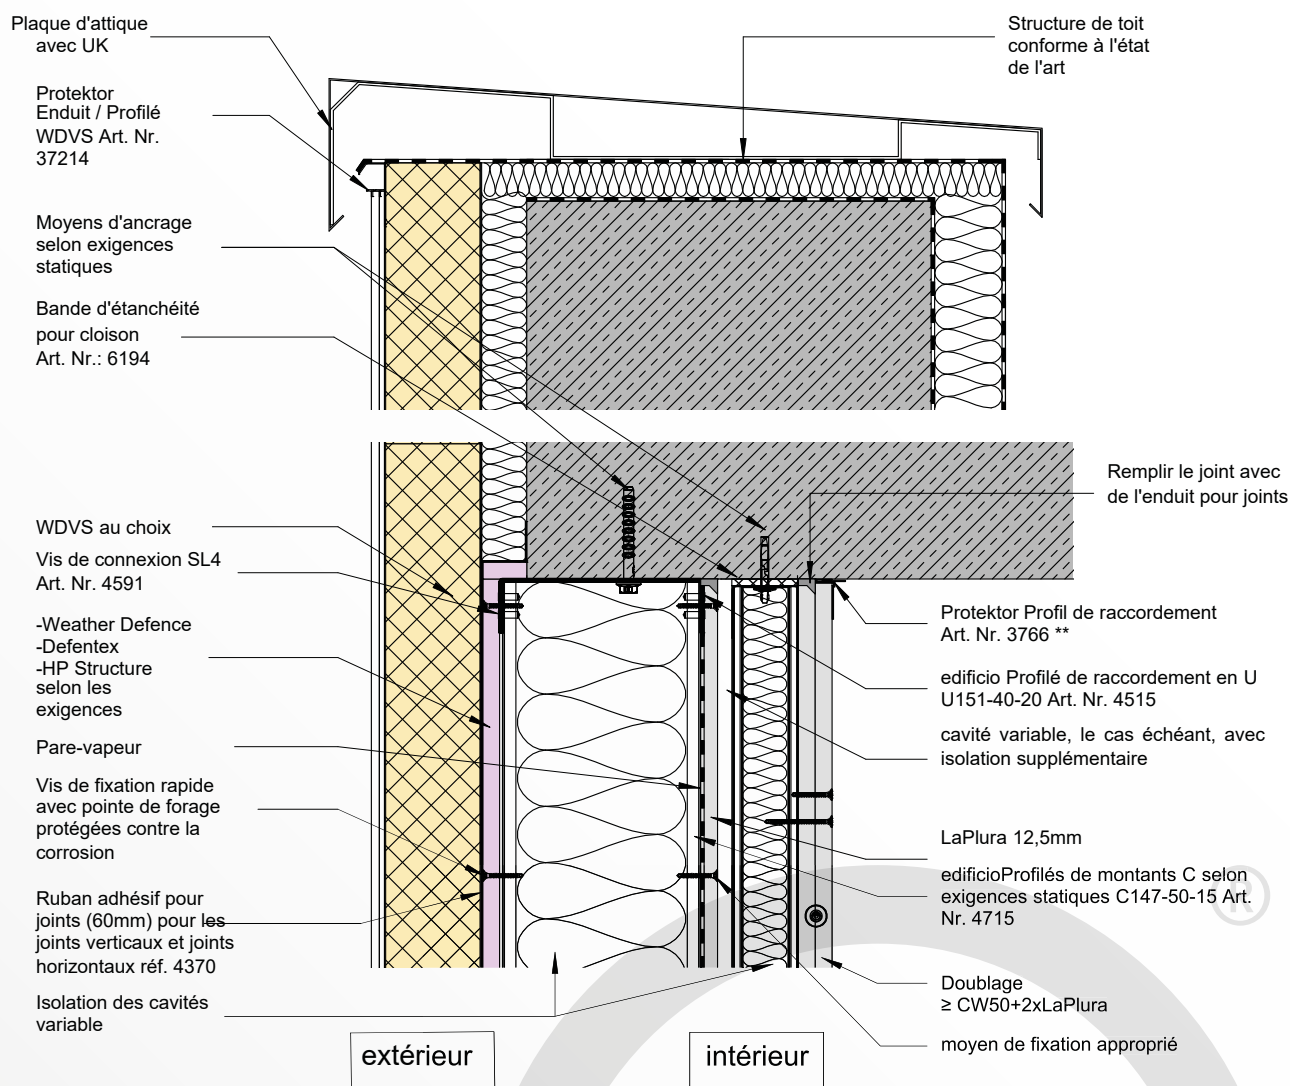 Plaque d'attique
avec UK
Protektor
Enduit / Profilé
WDVS Art. Nr.
37214
Moyens d'ancrage
selon exigences
statiques
Bande d'étanchéité
pour cloison
Art. Nr.: 6194
WDVS au choix
Vis de connexion SL4
Art. Nr. 4591
-Weather Defence
-Defentex
-HP Structure
selon les
exigences
Pare-vapeur
Vis de fixation rapide
avec pointe de forage
protégées contre la
corrosion
Ruban adhésif pour
joints (60mm) pour les
joints verticaux et joints
horizontaux réf. 4370
Isolation des cavités
variable
extérieur
intérieur
Structure de toit
conforme à l'état
de l'art
Remplir le joint avec
de l'enduit pour joints
Protektor Profil de raccordement
Art. Nr. 3766 **
edificio Profilé de raccordement en U
U151-40-20 Art. Nr. 4515
cavité variable, le cas échéant, avec
isolation supplémentaire
LaPlura 12,5mm
edificioProfilés de montants C selon
exigences statiques C147-50-15 Art.
Nr. 4715
Doublage
≥ CW50+2xLaPlura
moyen de fixation approprié
®